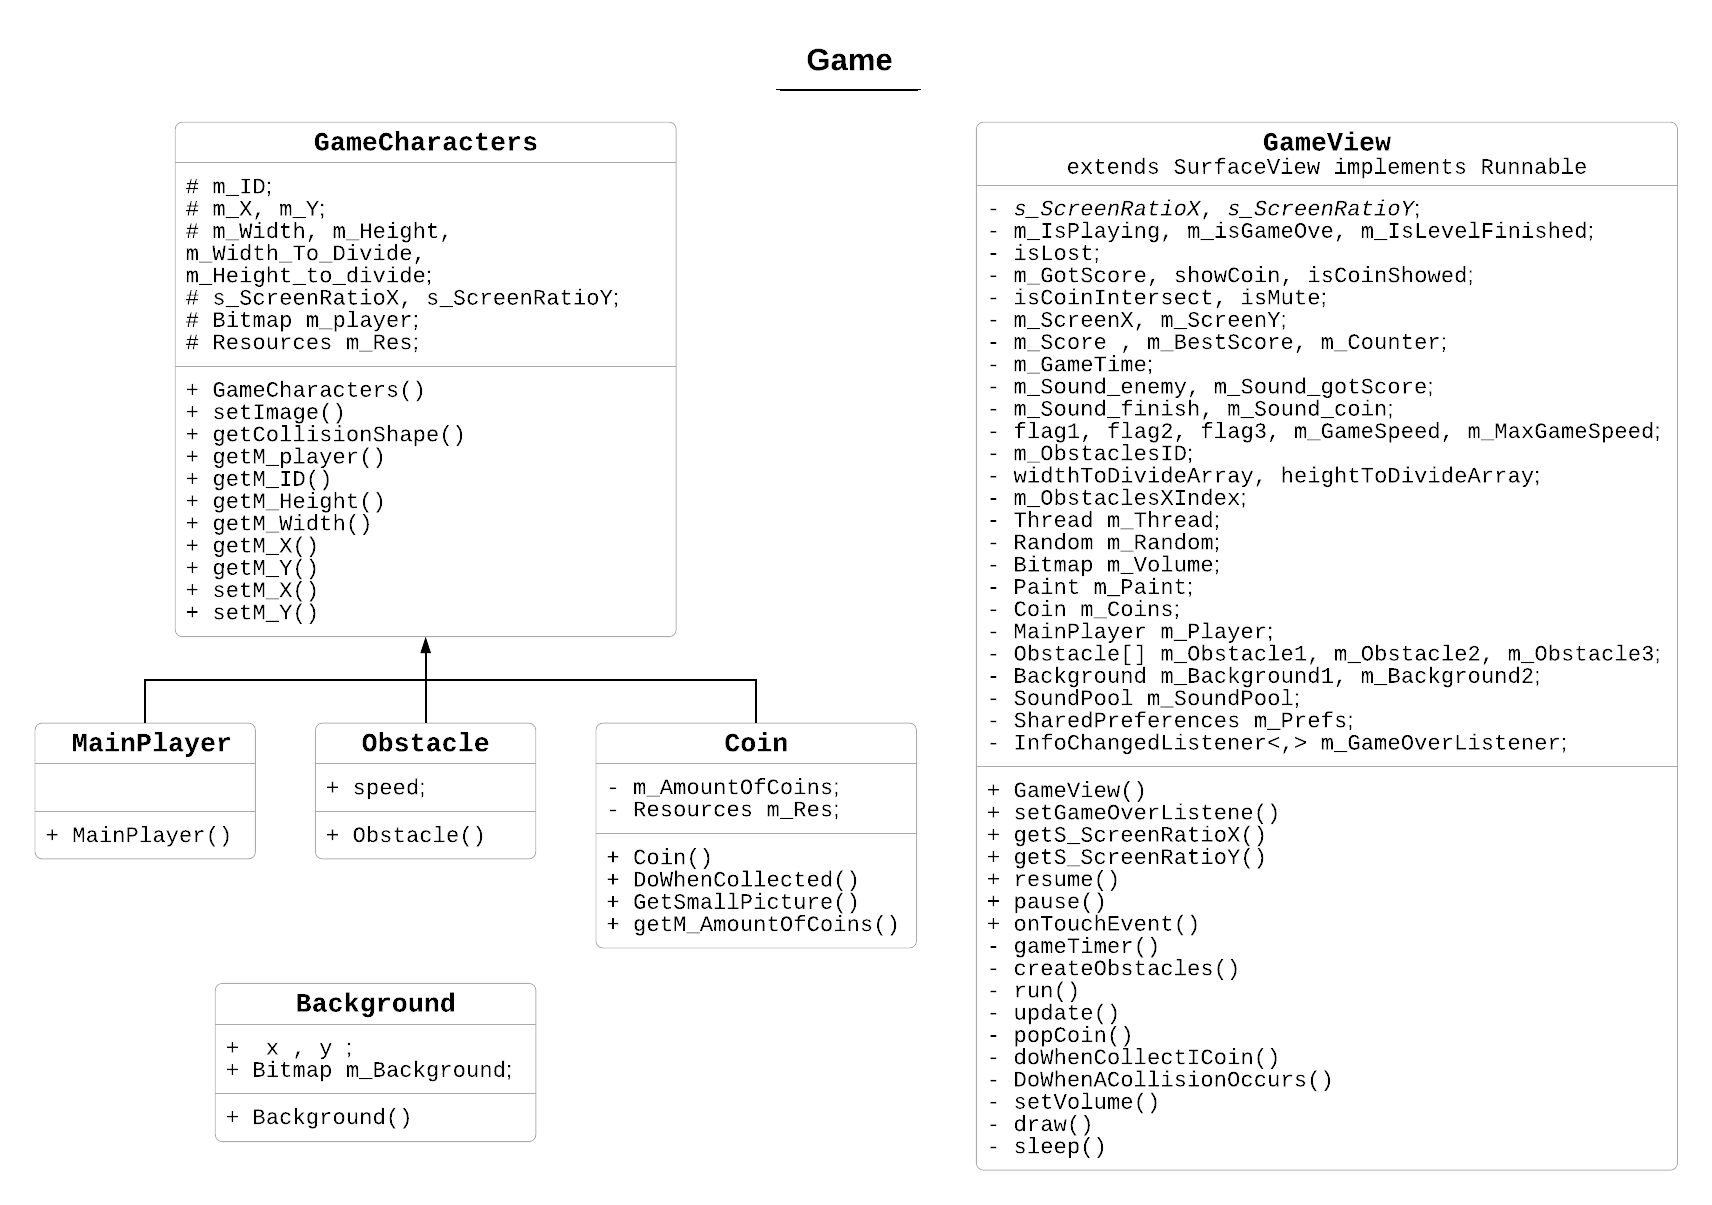 Game
GameCharacters
# m_ID;
# m_X, m_Y;
# m_Width, m_Height,
m_Width_To_Divide,
m_Height_to_divide;
# s_ScreenRatioX, s_ScreenRatioY;
# Bitmap m_player;
# Resources m_Res;
+ GameCharacters()
+ setImage()
+ getCollisionShape()
+ getM_player()
+ getM_ID()
+ getM_Height()
+ getM_Width()
+ getM_X()
+ getM_Y()
+ setM_X()
+ setM_Y()
MainPlayer
+ MainPlayer()
Obstacle
+ speed;
+ Obstacle()
Coin
- m_AmountOfCoins;
- Resources m_Res;
+ Coin()
+ DoWhenCollected()
+ GetSmallPicture()
+ getM_AmountOfCoins()
Background
+  x , y ;
+ Bitmap m_Background;
+ Background()
GameView
extends SurfaceView implements Runnable
- s_ScreenRatioX, s_ScreenRatioY;
- m_IsPlaying, m_isGameOve, m_IsLevelFinished;
- isLost;
- m_GotScore, showCoin, isCoinShowed;
- isCoinIntersect, isMute;
- m_ScreenX, m_ScreenY;
- m_Score , m_BestScore, m_Counter;
- m_GameTime;
- m_Sound_enemy, m_Sound_gotScore;
- m_Sound_finish, m_Sound_coin;
- flag1, flag2, flag3, m_GameSpeed, m_MaxGameSpeed;
- m_ObstaclesID;
- widthToDivideArray, heightToDivideArray;
- m_ObstaclesXIndex;
- Thread m_Thread;
- Random m_Random;
- Bitmap m_Volume;
- Paint m_Paint;
- Coin m_Coins;
- MainPlayer m_Player;
- Obstacle[] m_Obstacle1, m_Obstacle2, m_Obstacle3;
- Background m_Background1, m_Background2;
- SoundPool m_SoundPool;
- SharedPreferences m_Prefs;
- InfoChangedListener<,> m_GameOverListener;
+ GameView()
+ setGameOverListene()
+ getS_ScreenRatioX()
+ getS_ScreenRatioY()
+ resume()
+ pause()
+ onTouchEvent()
- gameTimer()
- createObstacles()
- run()
- update()
- popCoin()
- doWhenCollectICoin()
- DoWhenACollisionOccurs()
- setVolume()
- draw()
- sleep()